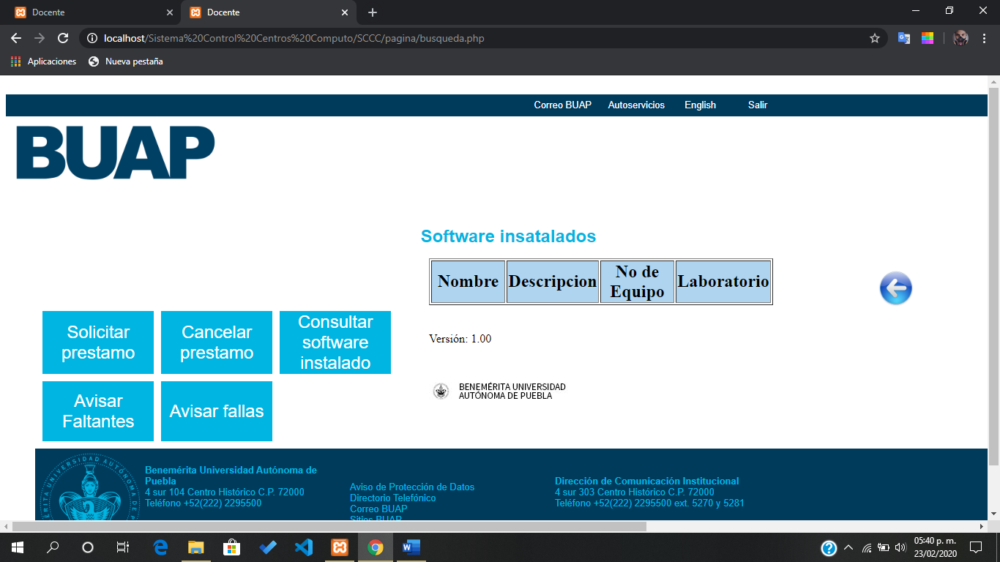 Docente
Docente
localhost/Sistema%20Control%20Centros%20Computo/SCCC/pagina/busqueda.php
Aplicaciones
Nueva pestaña
Correo BUAP Autoservicios English Salir
BUAP
Software insatalados
Nombre Descripcion No de Equipo Laboratorio
Solicitar
prestamo
Cancelar
prestamo
Consultar
software
instalado
Avisar
Faltantes
Avisar fallas
Versión: 1.00
BENEMÉRITA UNIVERSIDAD
AUTÓNOMA DE PUEBLA
Benemérita Universidad Autónoma de
Puebla
4 sur 104 Centro Histórico C.P. 72000
Teléfono +52(222) 2295500
Aviso de Protección de Datos
Directorio Telefónico
Correo BUAP
Sitios BUAP
Dirección de Comunicación Institucional
4 sur 303 Centro Histórico C.P. 72000
Teléfono +52(222) 2295500 ext. 5270 y 5281
05:40 p. m.
23/02/2020